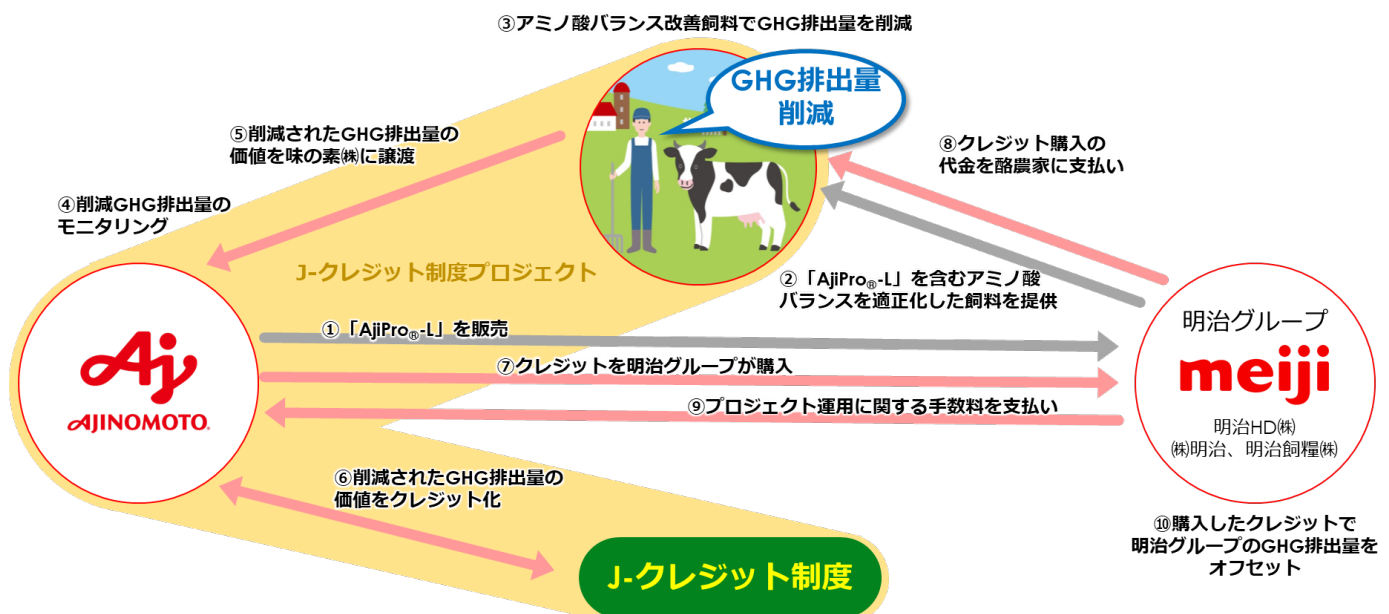 ③アミノ酸バランス改善飼料でGHG排出量を削減
GHG排出量
削減
⑤削減されたGHG排出量の
価値を味の素㈱に譲渡
⑧クレジット購入の
代金を酪農家に支払い
④削減GHG排出量の
モニタリング
J-クレジット制度プロジェクト
②「AjiPro®-L」を含むアミノ酸
バランスを適正化した飼料を提供
①「AjiPro®-L」を販売
明治グループ
meiji
明治HD㈱
㈱明治、明治飼糧㈱
Aj
AJINOMOTO.
⑦クレジットを明治グループが購入
⑨プロジェクト運用に関する手数料を支払い
⑥削減されたGHG排出量の
価値をクレジット化
⑩購入したクレジットで
明治グループのGHG排出量を
オフセット
J-クレジット制度